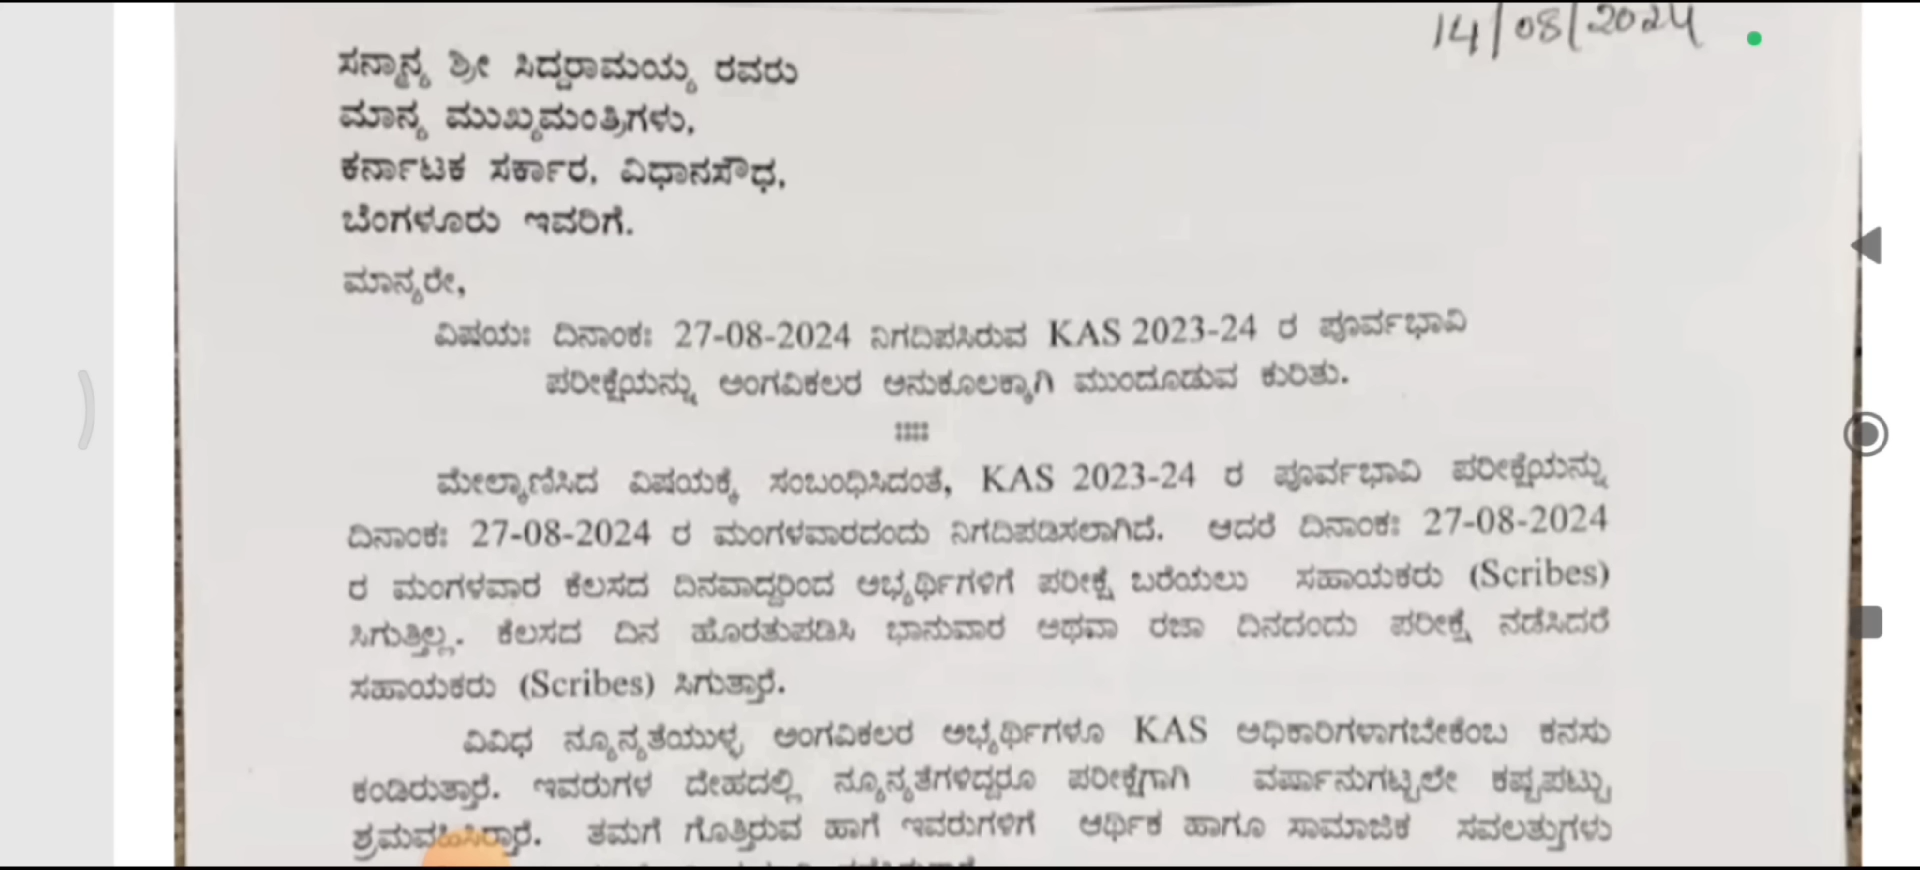 14/08/2024
ಸನ್ಮಾನ್ಯ ಶ್ರೀ ಸಿದ್ದರಾಮಯ್ಯ ರವರು
ಮಾನ್ಯ ಮುಖ್ಯಮಂತ್ರಿಗಳು,
ಕರ್ನಾಟಕ ಸರ್ಕಾರ, ವಿಧಾನಸೌಧ,
ಬೆಂಗಳೂರು ಇವರಿಗೆ.
ಮಾನ್ಯರೇ,
ವಿಷಯಃ ದಿನಾಂಕಃ 27-08-2024 ನಿಗದಿಪಸಿರುವ KAS 2023-24 ರ ಪೂರ್ವಭಾವಿ
ಪರೀಕ್ಷೆಯನ್ನು ಅಂಗವಿಕಲರ ಅನುಕೂಲಕ್ಕಾಗಿ ಮುಂದೂಡುವ ಕುರಿತು.
::::
ಮೇಲ್ಕಾಣಿಸಿದ ವಿಷಯಕ್ಕೆ ಸಂಬಂಧಿಸಿದಂತೆ, KAS 2023-24 ರ ಪೂರ್ವಭಾವಿ ಪರೀಕ್ಷೆಯನ್ನು
ದಿನಾಂಕಃ 27-08-2024 ರ ಮಂಗಳವಾರದಂದು ನಿಗದಿಪಡಿಸಲಾಗಿದೆ. ಆದರೆ ದಿನಾಂಕಃ 27-08-2024
ರ ಮಂಗಳವಾರ ಕೆಲಸದ ದಿನವಾದ್ದರಿಂದ ಅಭ್ಯರ್ಥಿಗಳಿಗೆ ಪರೀಕ್ಷೆ ಬರೆಯಲು ಸಹಾಯಕರು (Scribes)
ಸಿಗುತ್ತಿಲ್ಲ. ಕೆಲಸದ ದಿನ ಹೊರತುಪಡಿಸಿ ಭಾನುವಾರ ಅಥವಾ ರಜಾ ದಿನದಂದು ಪರೀಕ್ಷೆ ನಡೆಸಿದರೆ
ಸಹಾಯಕರು (Scribes) ಸಿಗುತ್ತಾರೆ.
ವಿವಿಧ ನ್ಯೂನ್ಯತೆಯುಳ್ಳ ಅಂಗವಿಕಲರ ಅಭ್ಯರ್ಥಿಗಳೂ KAS ಅಧಿಕಾರಿಗಳಾಗಬೇಕೆಂಬ ಕನಸು
ಕಂಡಿರುತ್ತಾರೆ. ಇವರುಗಳ ದೇಹದಲ್ಲಿ ನ್ಯೂನ್ಯತೆಗಳಿದ್ದರೂ ಪರೀಕ್ಷೆಗಾಗಿ ವರ್ಷಾನುಗಟ್ಟಲೇ ಕಷ್ಟಪಟ್ಟು
ಶ್ರಮವಹಿಸಿರ‍್ತಾರೆ. ತಮಗೆ ಗೊತ್ತಿರುವ ಹಾಗೆ ಇವರುಗಳಿಗೆ ಆರ್ಥಿಕ ಹಾಗೂ ಸಾಮಾಜಿಕ ಸವಲತ್ತುಗಳು